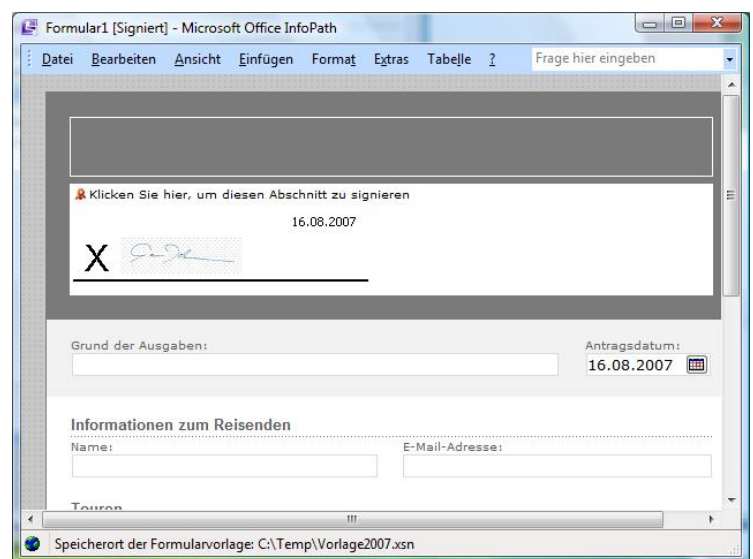 Formular1 [Signiert] - Microsoft Office InfoPath
Datei Bearbeiten Ansicht Einfügen Format Extras Tabelle ? Frage hier eingeben
Klicken Sie hier, um diesen Abschnitt zu signieren
16.08.2007
X
Grund der Ausgaben: Antragsdatum:
16.08.2007
Informationen zum Reisenden
Name: E-Mail-Adresse:
Touren
Speicherort der Formularvorlage: C:\Temp\Vorlage2007.xsn